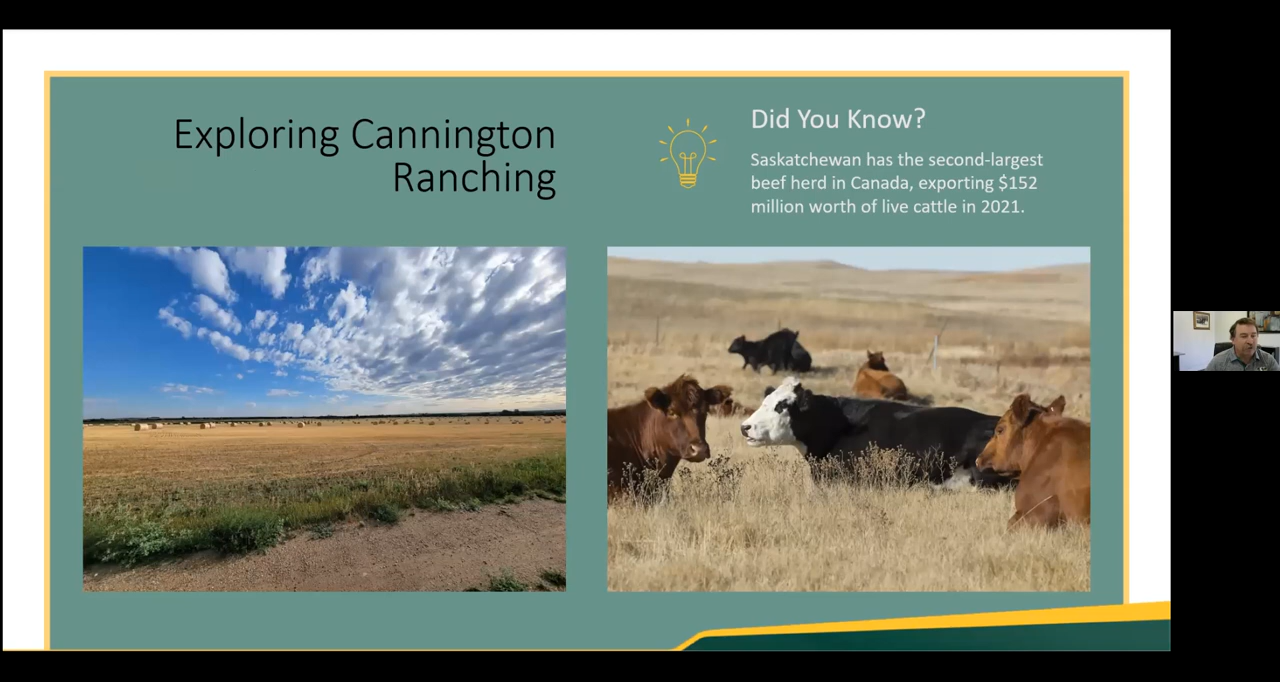 Exploring Cannington
Ranching
Did You Know?
Saskatchewan has the second-largest
beef herd in Canada, exporting $152
million worth of live cattle in 2021.